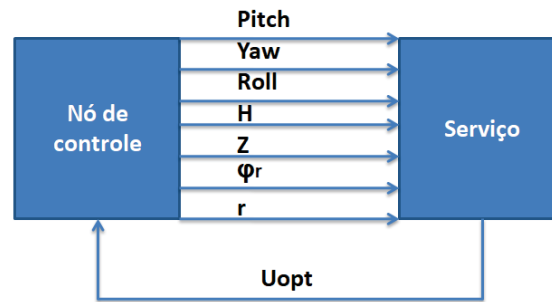 Pitch
Yaw
Roll
H
Z
φr
r
Nó de
controle
Serviço
Uopt